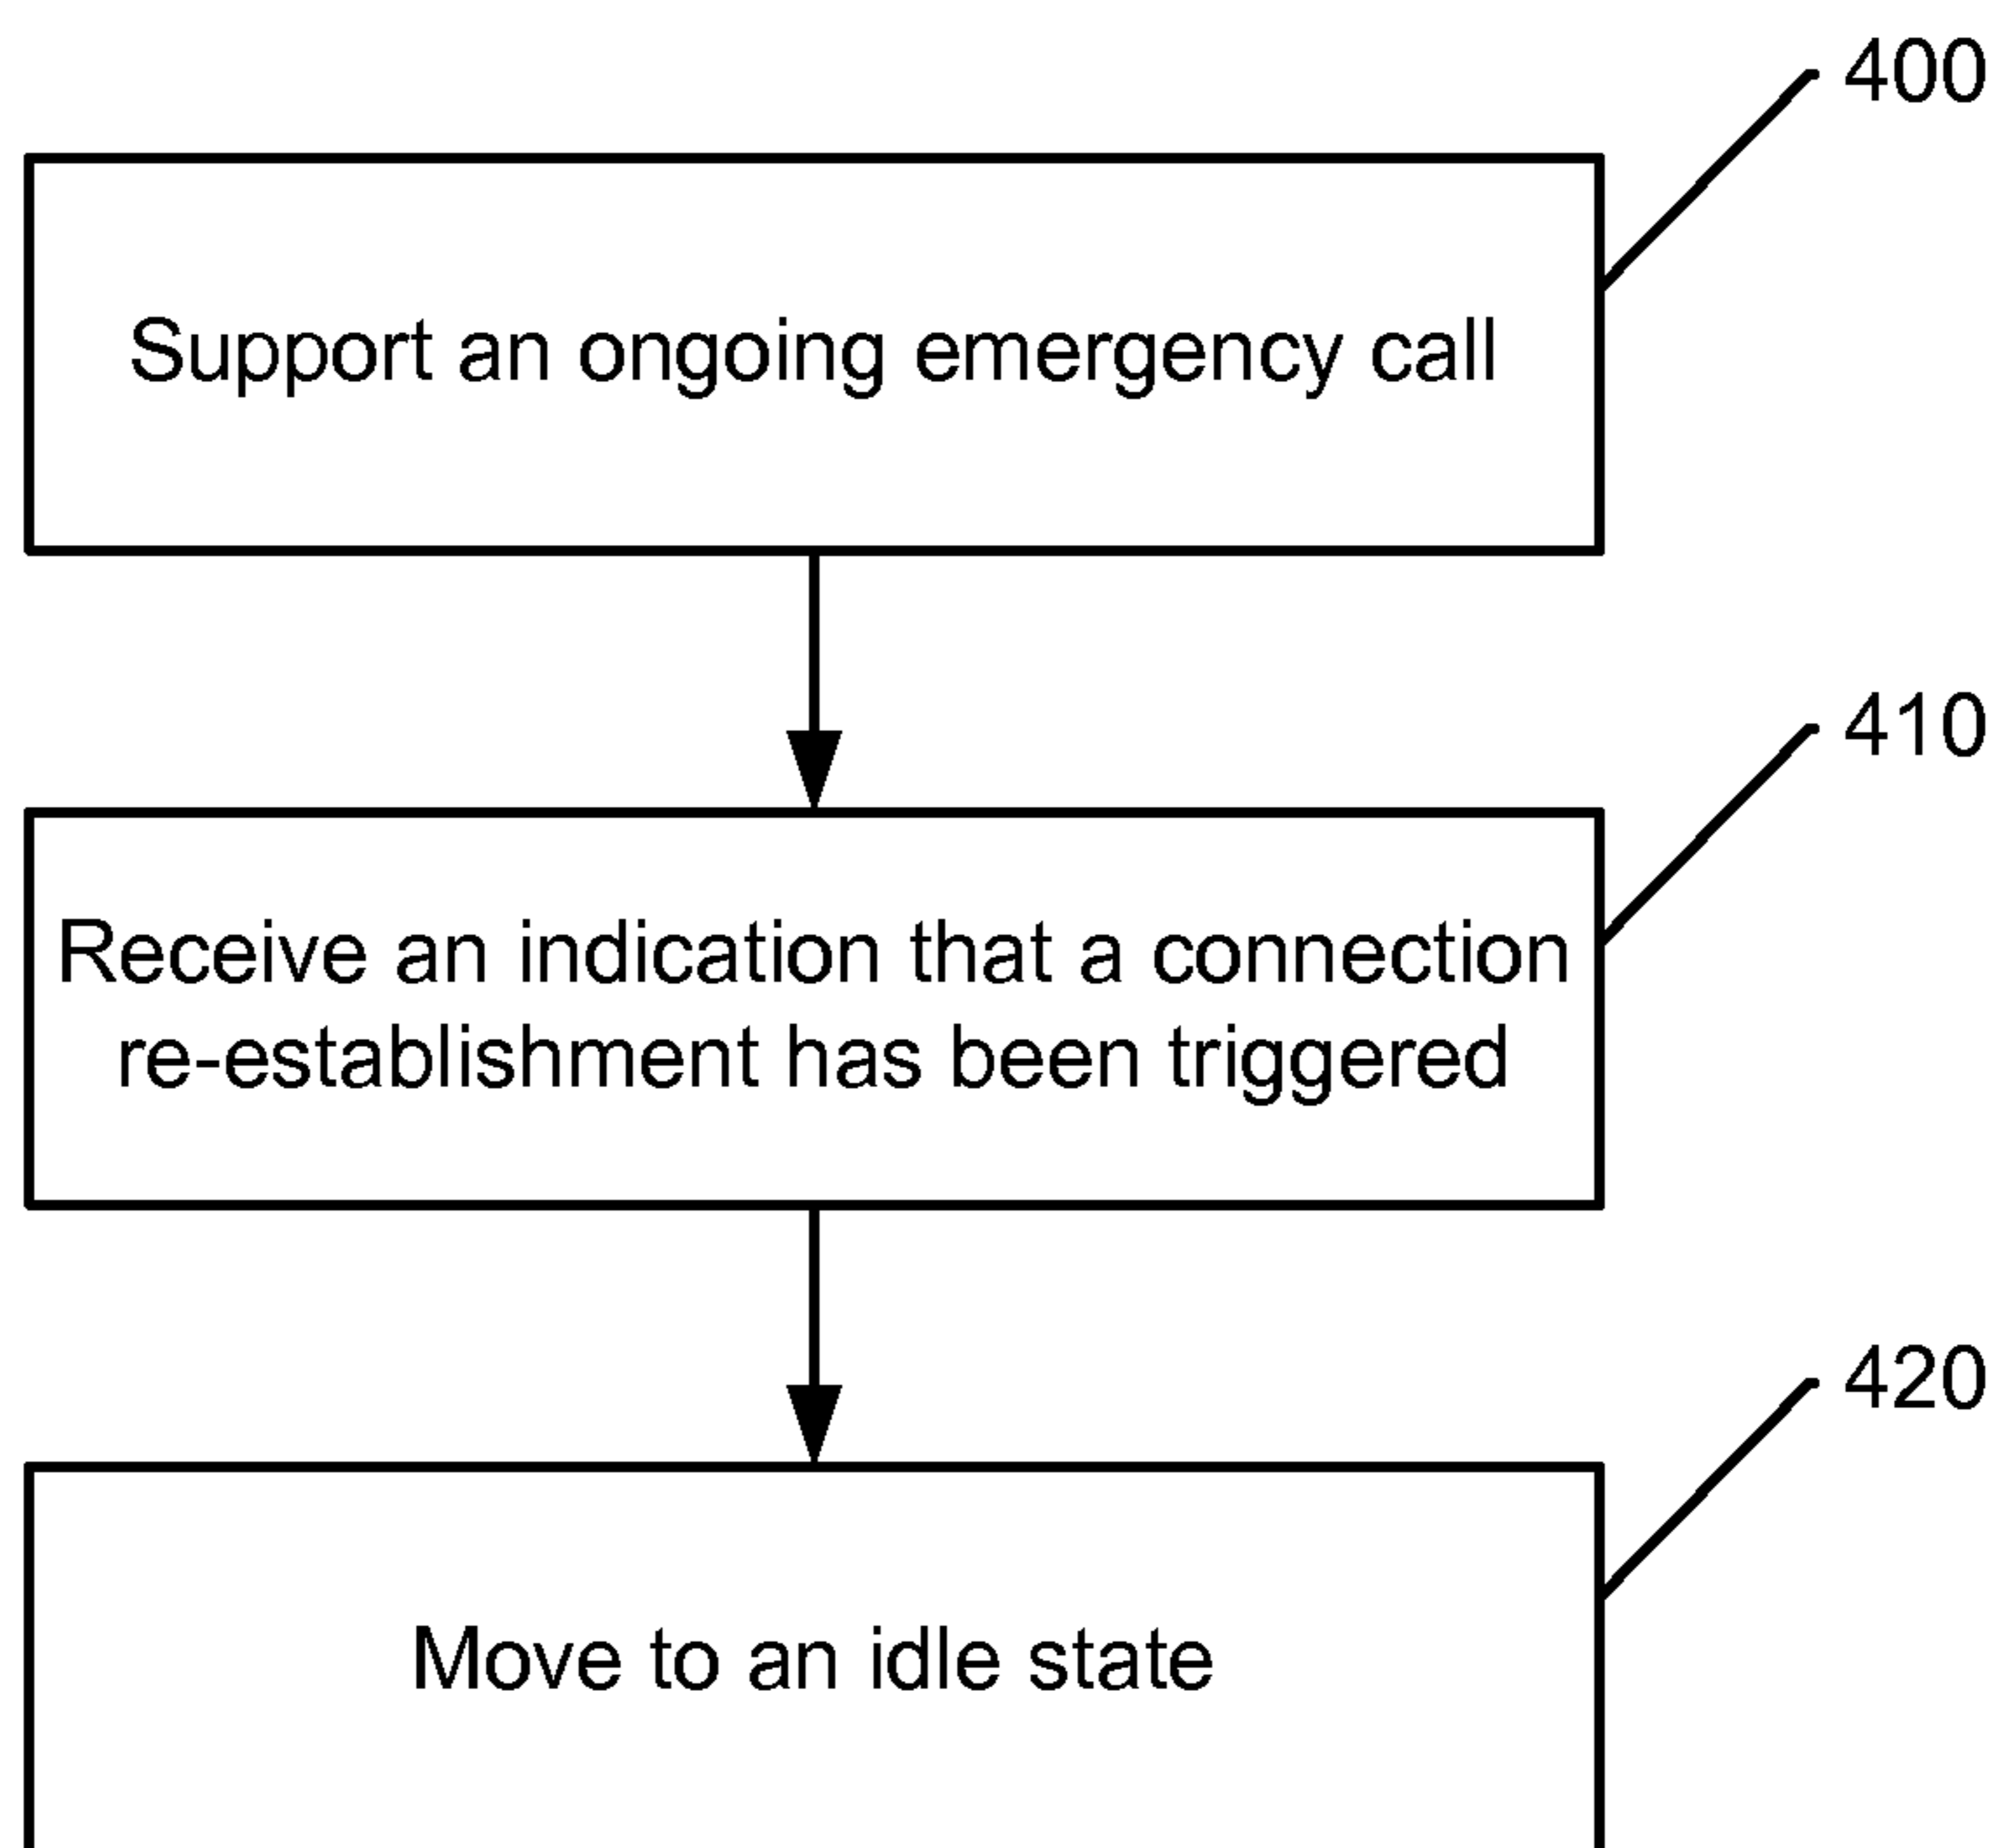 400
Support an ongoing emergency call
410
Receive an indication that a connection
re-establishment has been triggered
420
Move to an idle state